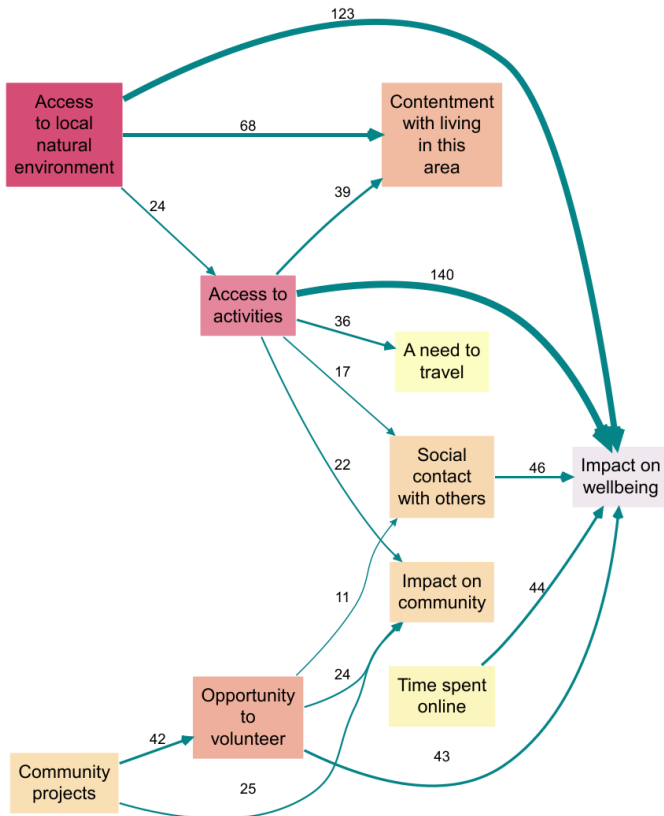 123
Access
to local
natural
environment
68
Contentment
with living
in this
area
24
39
Access to
activities
140
36
A need to
travel
17
22
Social
contact
with others
46
Impact on
wellbeing
11
Impact on
community
44
24
Time spent
online
Opportunity
to
volunteer
42
43
Community
projects
25